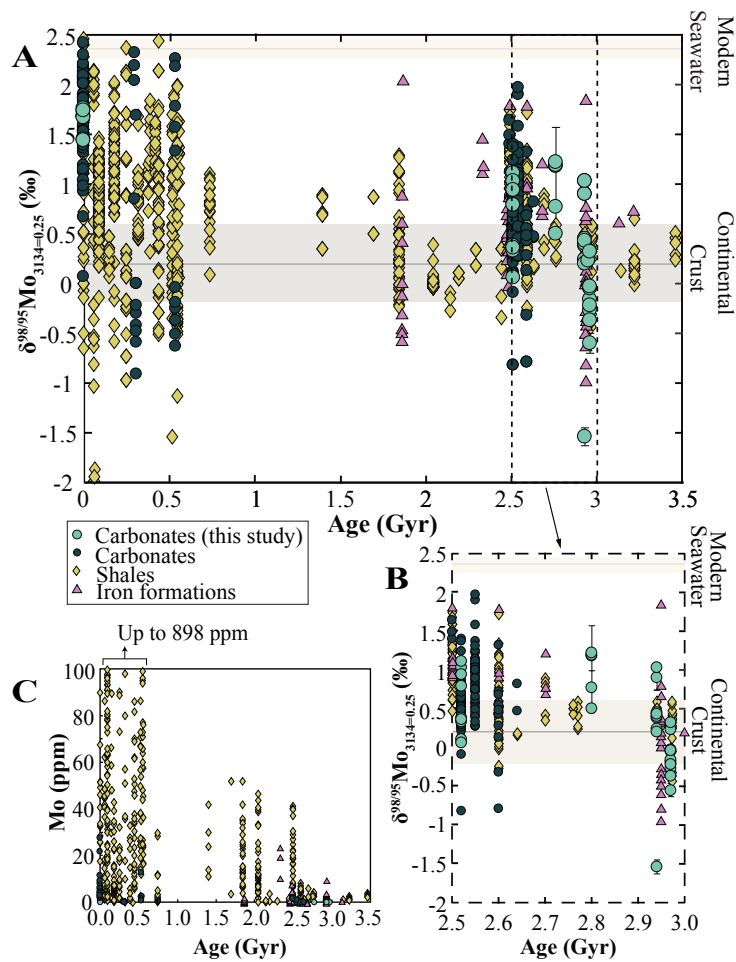 A
2.5
2
1.5
1
0.5
0
-0.5
-1
-1.5
-2
δ98/95Mo3134=0.25 (‰)
0
0.5
1
1.5
2
2.5
3
3.5
Age (Gyr)
Modern
Seawater
Continental
Crust
Carbonates (this study)
Carbonates
Shales
Iron formations
B
2.5
2
1.5
1
0.5
0
-0.5
-1
-1.5
-2
δ98/95Mo3134=0.25 (‰)
2.5
2.6
2.7
2.8
2.9
3.0
Age (Gyr)
Modern
Seawater
Continental
Crust
Up to 898 ppm
C
100
80
60
40
20
0
Mo (ppm)
0.0
0.5
1.0
1.5
2.0
2.5
3.0
3.5
Age (Gyr)